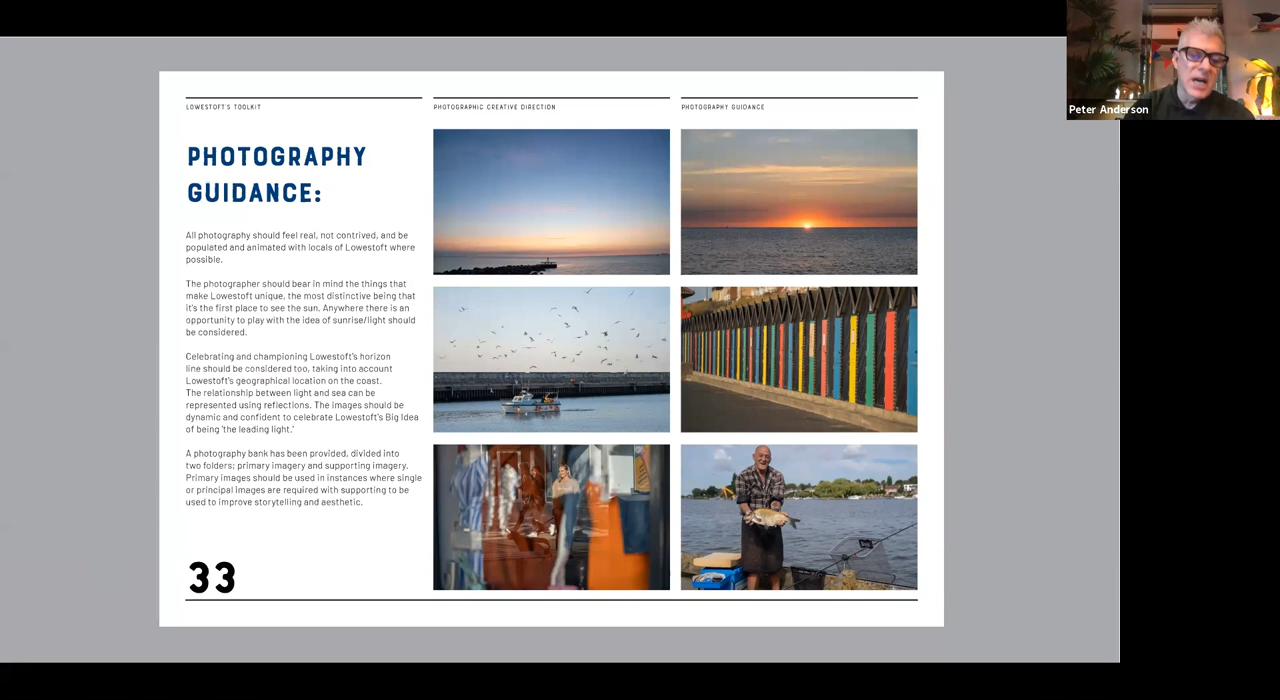 LOWESTOFT'S TOOLKIT
PHOTOGRAPHIC CREATIVE DIRECTION
PHOTOGRAPHY GUIDANCE
PHOTOGRAPHY
GUIDANCE:
All photography should feel real, not contrived, and be
populated and animated with locals of Lowestoft where
possible.
The photographer should bear in mind the things that
make Lowestoft unique, the most distinctive being that
it's the first place to see the sun. Anywhere there is an
opportunity to play with the idea of sunrise/light should
be considered.
Celebrating and championing Lowestoft's horizon
line should be considered too, taking into account
Lowestoft's geographical location on the coast.
The relationship between light and sea can be
represented using reflections. The images should be
dynamic and confident to celebrate Lowestoft's Big Idea
of being 'the leading light.'
A photography bank has been provided, divided into
two folders; primary imagery and supporting imagery.
Primary images should be used in instances where single
or principal images are required with supporting to be
used to improve storytelling and aesthetic.
33
Peter Anderson